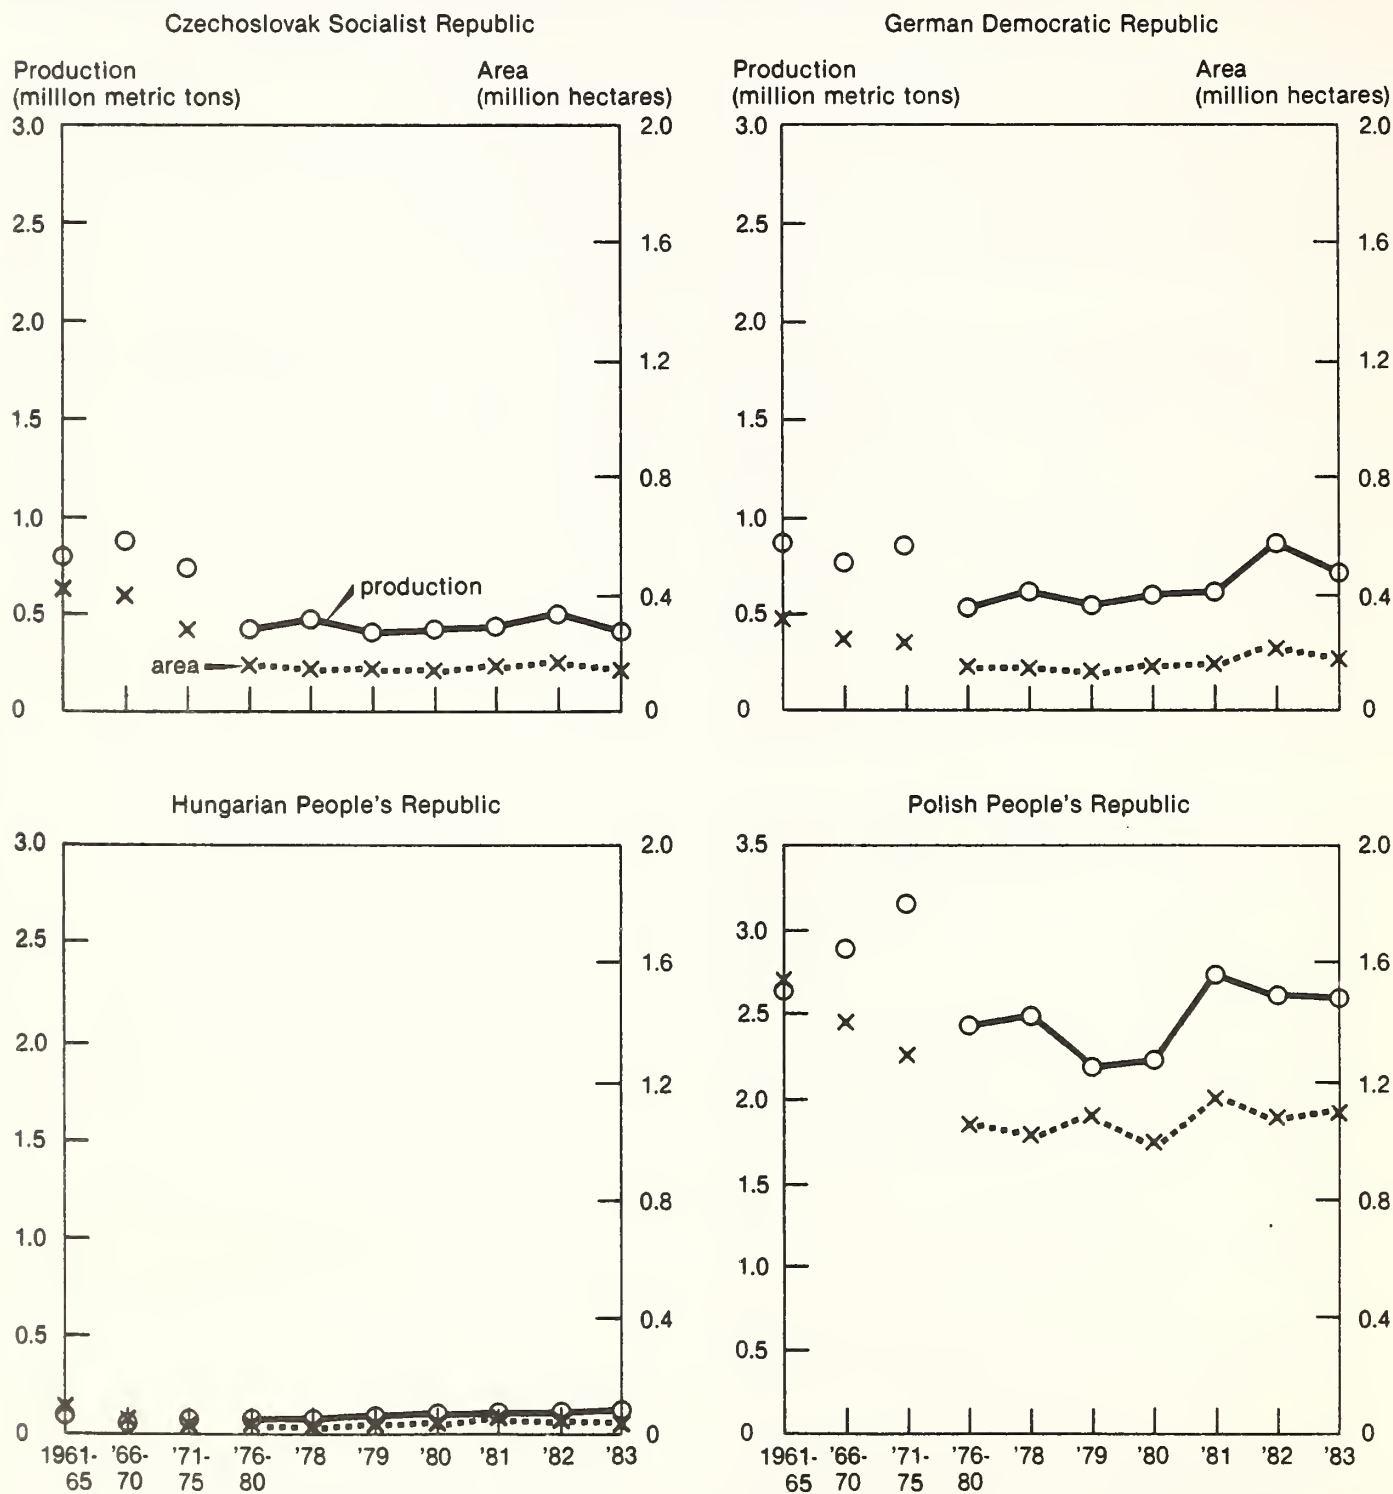 Czechoslovak Socialist Republic
Production
(million metric tons)
Area
(million hectares)
3.0
2.5
2.0
1.5
1.0
0.5
0
2.0
1.6
1.2
0.8
0.4
0
production
area
German Democratic Republic
Production
(million metric tons)
Area
(million hectares)
3.0
2.5
2.0
1.5
1.0
0.5
0
2.0
1.6
1.2
0.8
0.4
0
Hungarian People's Republic
3.0
2.5
2.0
1.5
1.0
0.5
0
2.0
1.6
1.2
0.8
0.4
0
1961- '66- '71- '76- '78 '79 '80 '81 '82 '83
65 70 75 80
Polish People's Republic
3.5
3.0
2.5
2.0
1.5
1.0
0.5
0
2.0
1.6
1.2
0.8
0.4
0
1961- '66- '71- '76- '78 '79 '80 '81 '82 '83
65 70 75 80